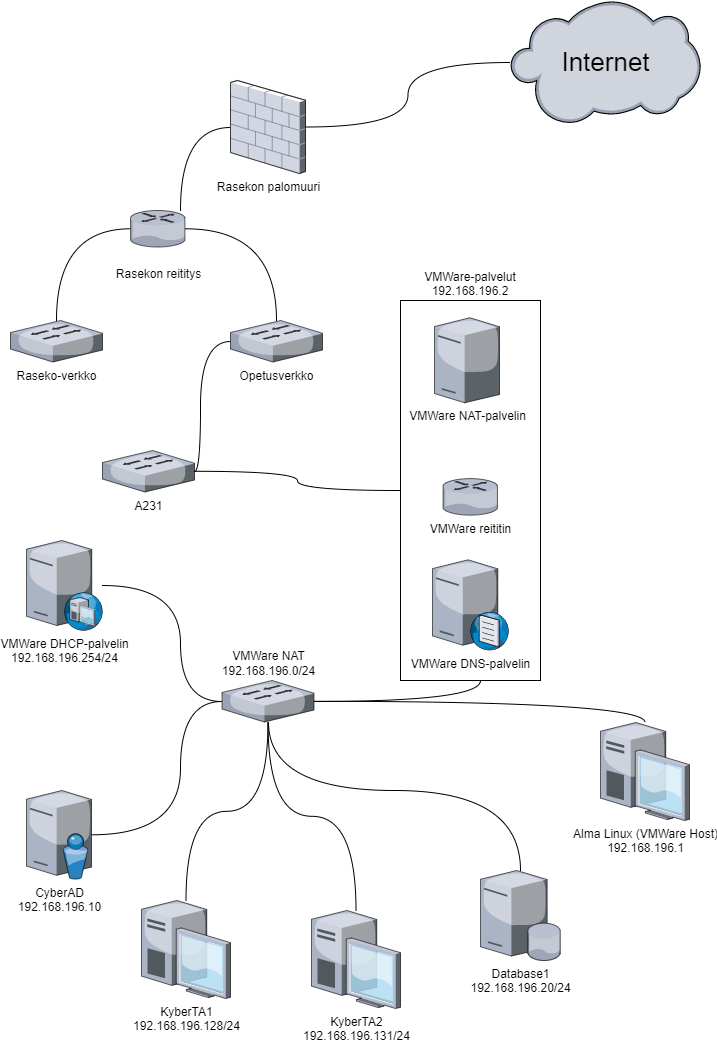 Internet
Rasekon palomuuri
Rasekon reititys
VMWare-palvelut
192.168.196.2
Raseko-verkko
Opetusverkko
VMWare NAT-palvelin
A231
VMWare reititin
VMWare DHCP-palvelin
192.168.196.254/24
VMWare NAT
192.168.196.0/24
VMWare DNS-palvelin
Alma Linux (VMWare Host)
192.168.196.1
CyberAD
192.168.196.10
Database1
192.168.196.20/24
KyberTA1
192.168.196.128/24
KyberTA2
192.168.196.131/24